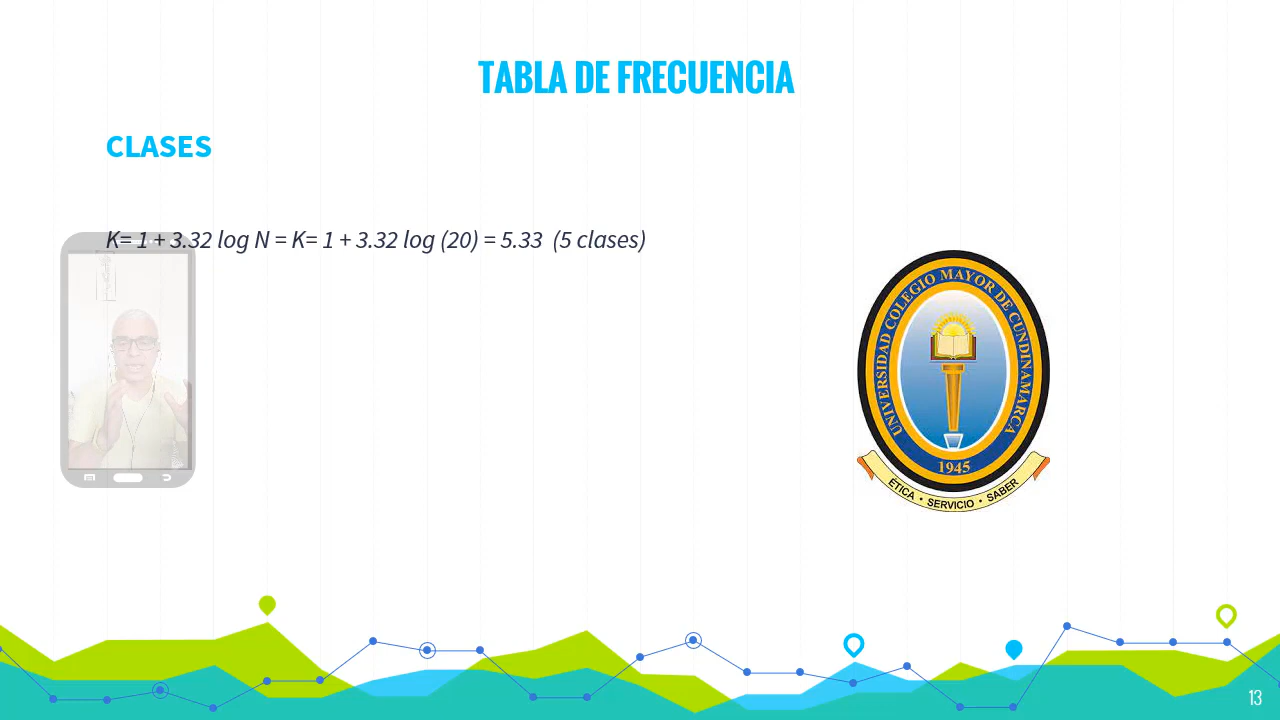 TABLA DE FRECUENCIA
CLASES
K= 1 + 3.32 log N = K= 1 + 3.32 log (20) = 5.33 (5 clases)
UNIVERSIDAD COLEGIO MAYOR DE CUNDINAMARCA
1945
ÉTICA • SERVICIO • SABER
13